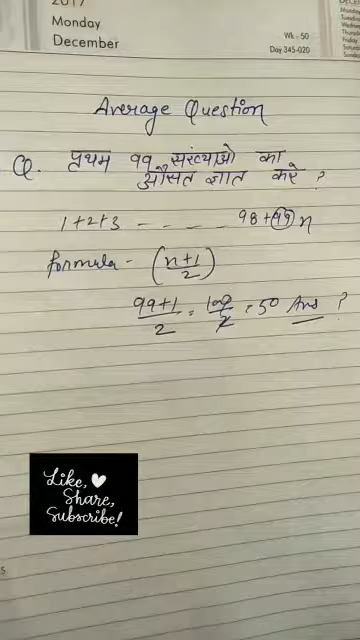 2017
Monday
December
Wk - 50
Day 345-020
Average Question
Q. प्रथम 99 संख्याओ का
औसत ज्ञात करे ?
1+2+3 - - - - - 98+99 n
formula - (n+1/2)
99+1/2 = 100/2 = 50 Ans ?
Like,
Share,
Subscribe!